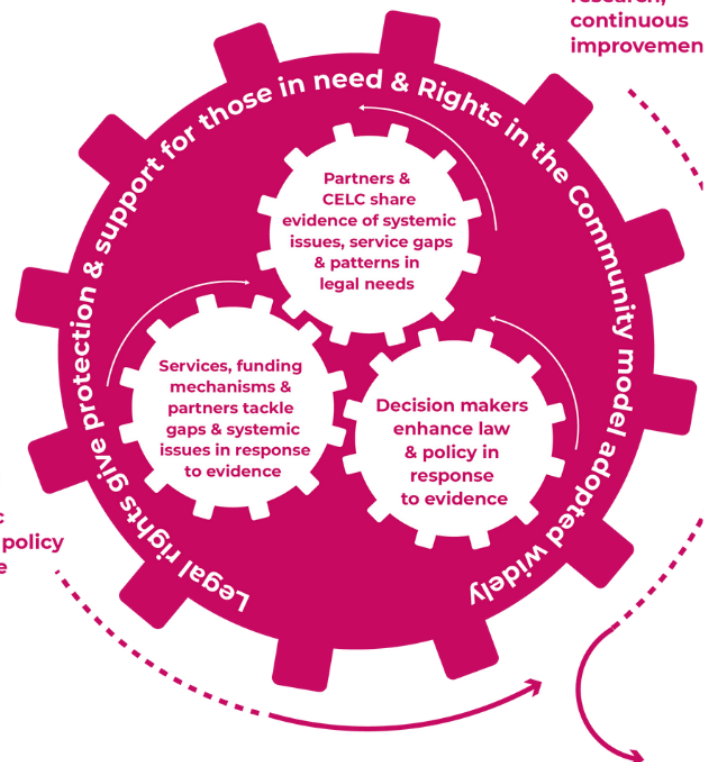 research,
continuous
improvemen
Legal rights give protection & support for those in need & Rights in the Community model adopted widely
Partners &
CELC share
evidence of systemic
issues, service gaps
& patterns in
legal needs
Services, funding
mechanisms &
partners tackle
gaps & systemic
issues in response
to evidence
Decision makers
enhance law
& policy in
response
to evidence
c
policy
e